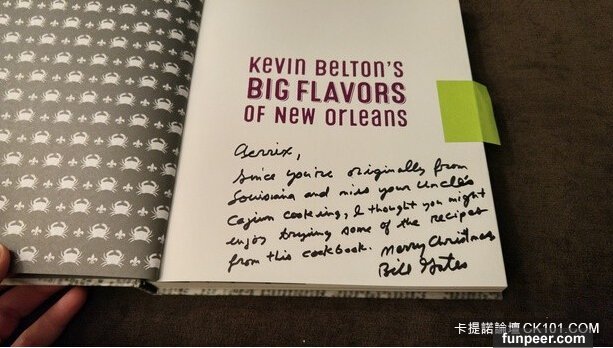 Kevin Belton's
BIG FLAVORS
OF New Orleans
Aerrix,
Since you're originally from
Louisiana and miss your Uncle's
Cajun cooking, I thought you might
enjoy trying some of the recipes
from this cookbook. Merry Christmas
Bill Gates
卡提諾論壇 CK101.COM
funpeer.com